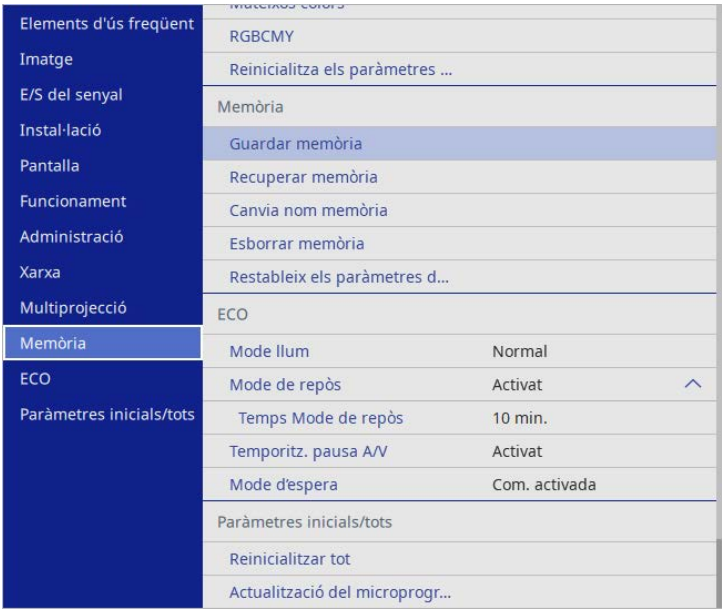 Elements d'ús freqüent
Imatge
E/S del senyal
Instal·lació
Pantalla
Funcionament
Administració
Xarxa
Multiprojecció
Memòria
ECO
Paràmetres inicials/tots
Mateixos colors
RGBCMY
Reinicialitza els paràmetres ...
Memòria
Guardar memòria
Recuperar memòria
Canvia nom memòria
Esborrar memòria
Restableix els paràmetres d...
ECO
Mode llum Normal
Mode de repòs Activat
Temps Mode de repòs 10 min.
Temporitz. pausa A/V Activat
Mode d'espera Com. activada
Paràmetres inicials/tots
Reinicialitzar tot
Actualització del microprogr...